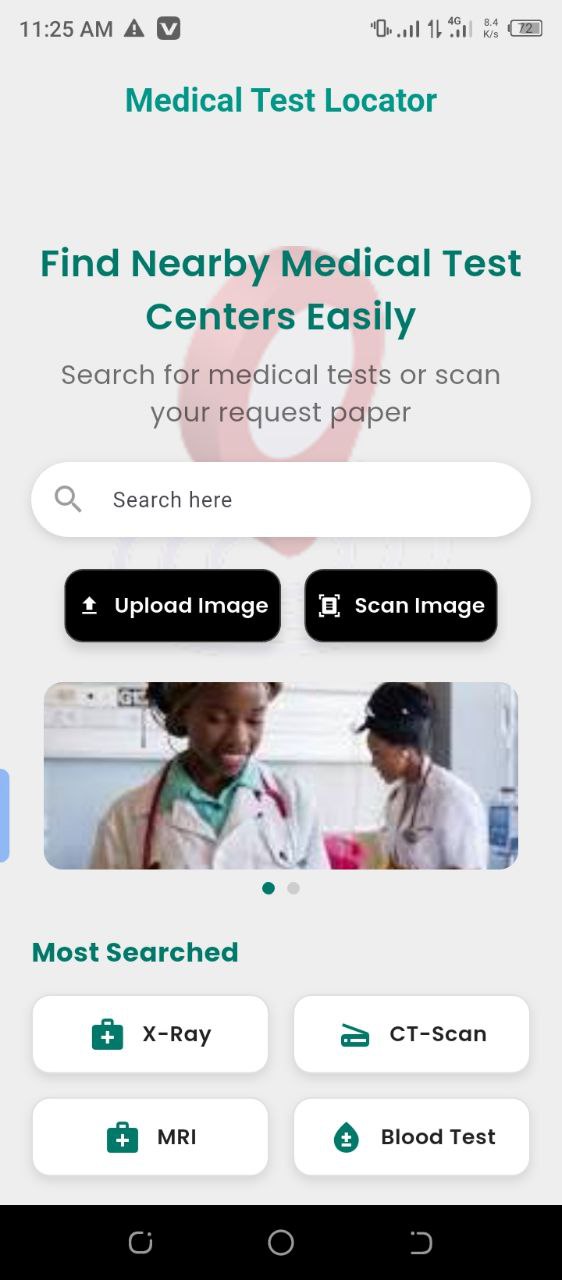 11:25 AM
4G
8.4
K/s
72
Medical Test Locator
Find Nearby Medical Test
Centers Easily
Search for medical tests or scan
your request paper
Search here
Upload Image
Scan Image
Most Searched
X-Ray
CT-Scan
MRI
Blood Test